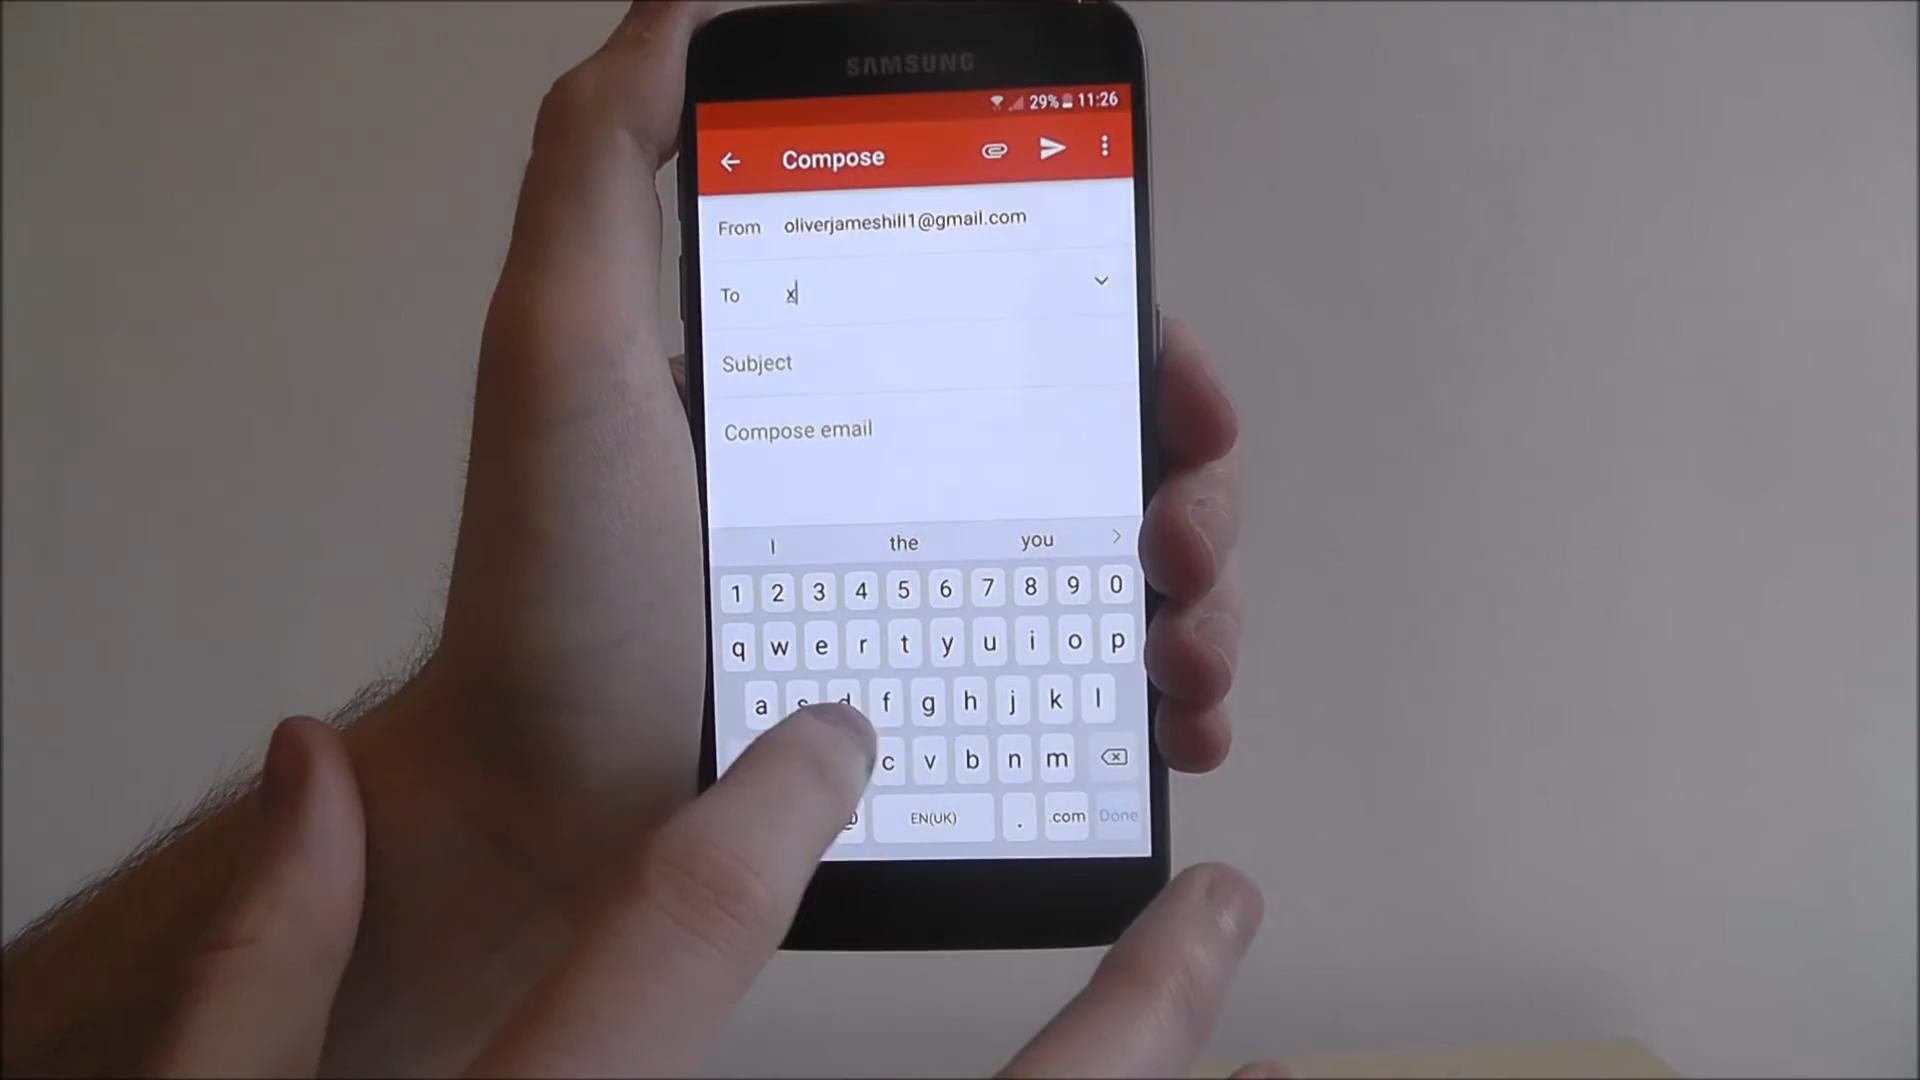 SAMSUNG
29% 11:26
Compose
From oliverjameshill1@gmail.com
To x
Subject
Compose email
I the you
1 2 3 4 5 6 7 8 9 0
q w e r t y u i o p
a s d f g h j k l
c v b n m
@ EN(UK) . .com Done